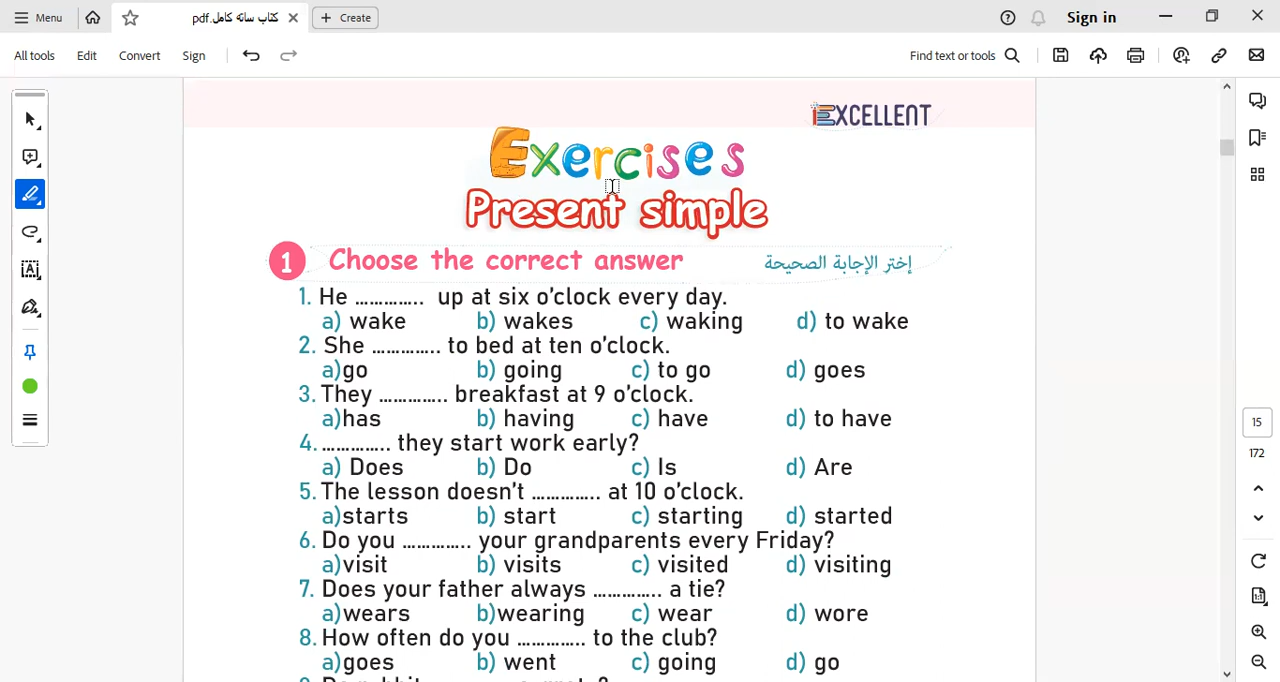 Menu
كتاب ساته كامل.pdf
Create
Sign in
All tools Edit Convert Sign
Find text or tools
EXCELLENT
Exercises
Present simple
1 Choose the correct answer إختر الإجابة الصحيحة
1. He ............. up at six o'clock every day.
a) wake b) wakes c) waking d) to wake
2. She ............. to bed at ten o'clock.
a)go b) going c) to go d) goes
3. They ............. breakfast at 9 o'clock.
a)has b) having c) have d) to have
4. ............. they start work early?
a) Does b) Do c) Is d) Are
5. The lesson doesn't ............. at 10 o'clock.
a)starts b) start c) starting d) started
6. Do you ............. your grandparents every Friday?
a)visit b) visits c) visited d) visiting
7. Does your father always ............. a tie?
a)wears b)wearing c) wear d) wore
8. How often do you ............. to the club?
a)goes b) went c) going d) go
15
172